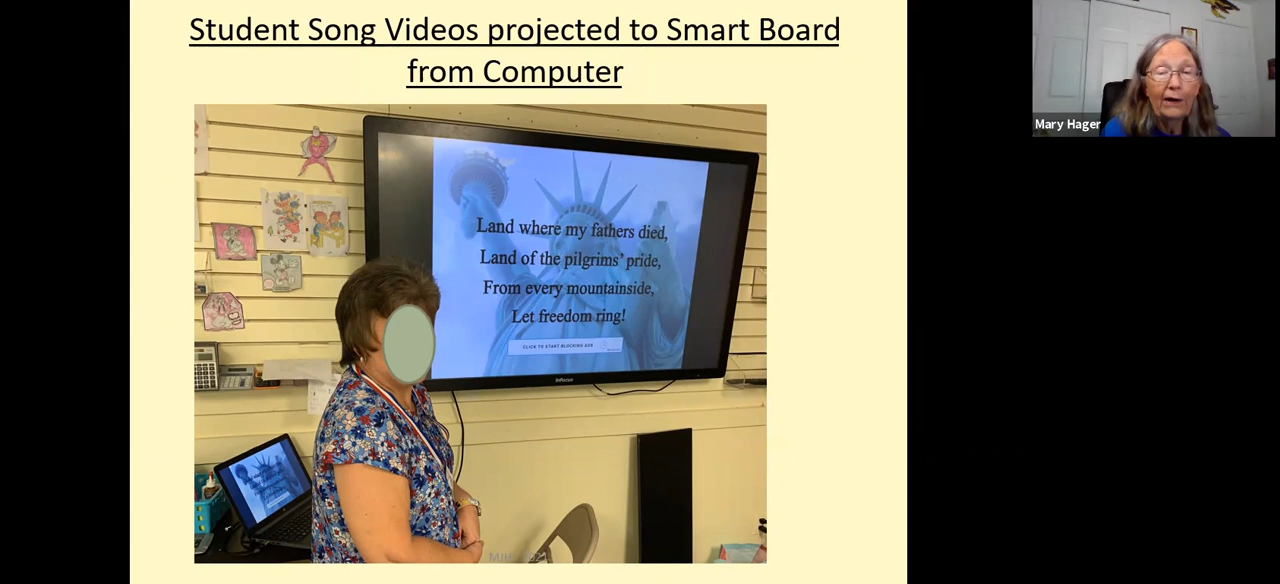 Student Song Videos projected to Smart Board
from Computer
Mary Hager
Land where my fathers died,
Land of the pilgrims' pride,
From every mountainside,
Let freedom ring!
CLICK TO START BLOCKING ADS
InFocus